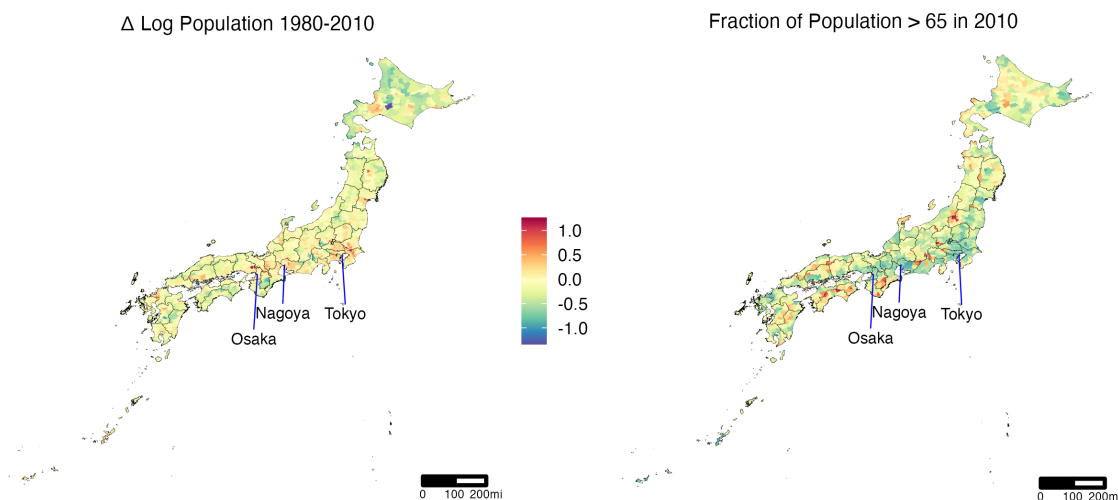 Δ Log Population 1980-2010
Fraction of Population > 65 in 2010
1.0
0.5
0.0
-0.5
-1.0
Nagoya
Tokyo
Osaka
Nagoya
Tokyo
Osaka
0 100 200mi
0 100 200m